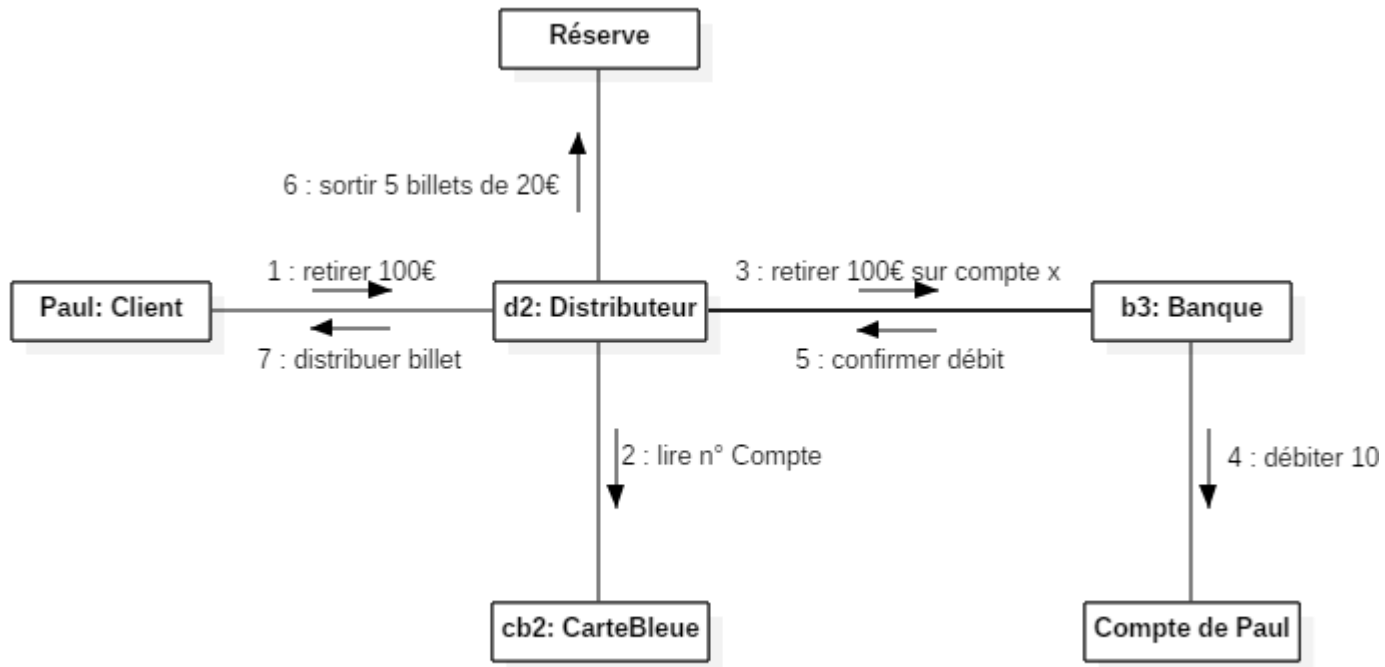 Réserve
6 : sortir 5 billets de 20€
1 : retirer 100€
3 : retirer 100€ sur compte x
Paul: Client
d2: Distributeur
b3: Banque
7 : distribuer billet
5 : confirmer débit
2 : lire n° Compte
4 : débiter 10
cb2: CarteBleue
Compte de Paul